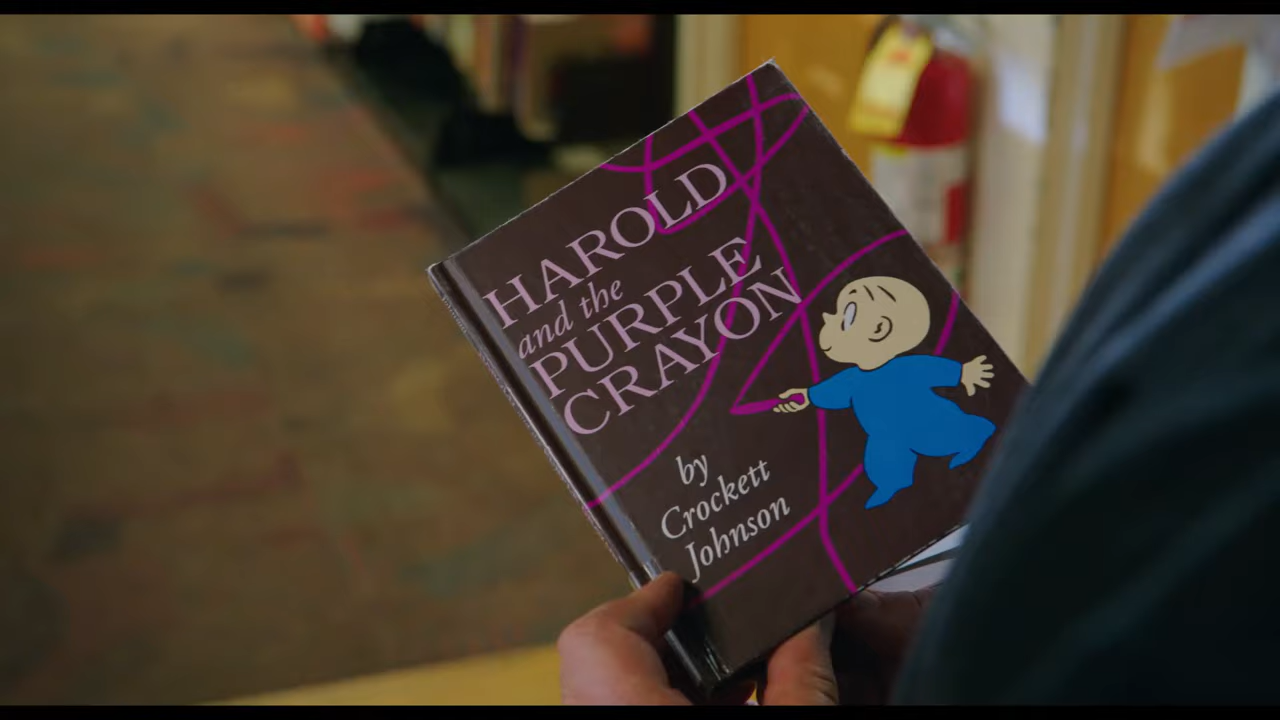 HAROLD
and the
PURPLE
CRAYON
by
Crockett
Johnson